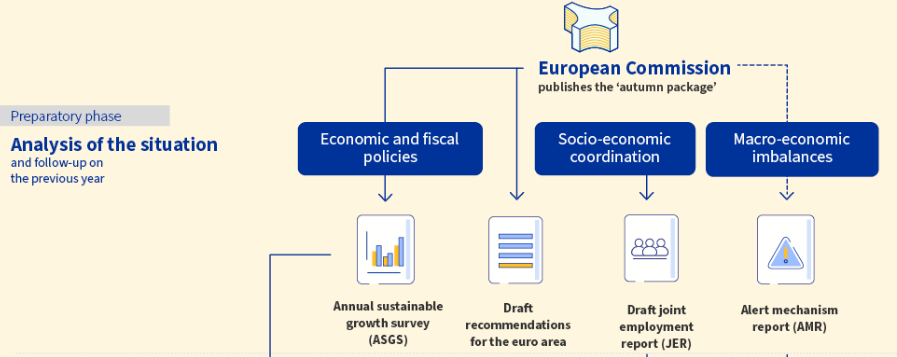 European Commission
publishes the ‘autumn package’
Preparatory phase
Analysis of the situation
and follow-up on
the previous year
Economic and fiscal
policies
Socio-economic
coordination
Macro-economic
imbalances
Annual sustainable
growth survey
(ASGS)
Draft
recommendations
for the euro area
Draft joint
employment
report (JER)
Alert mechanism
report (AMR)